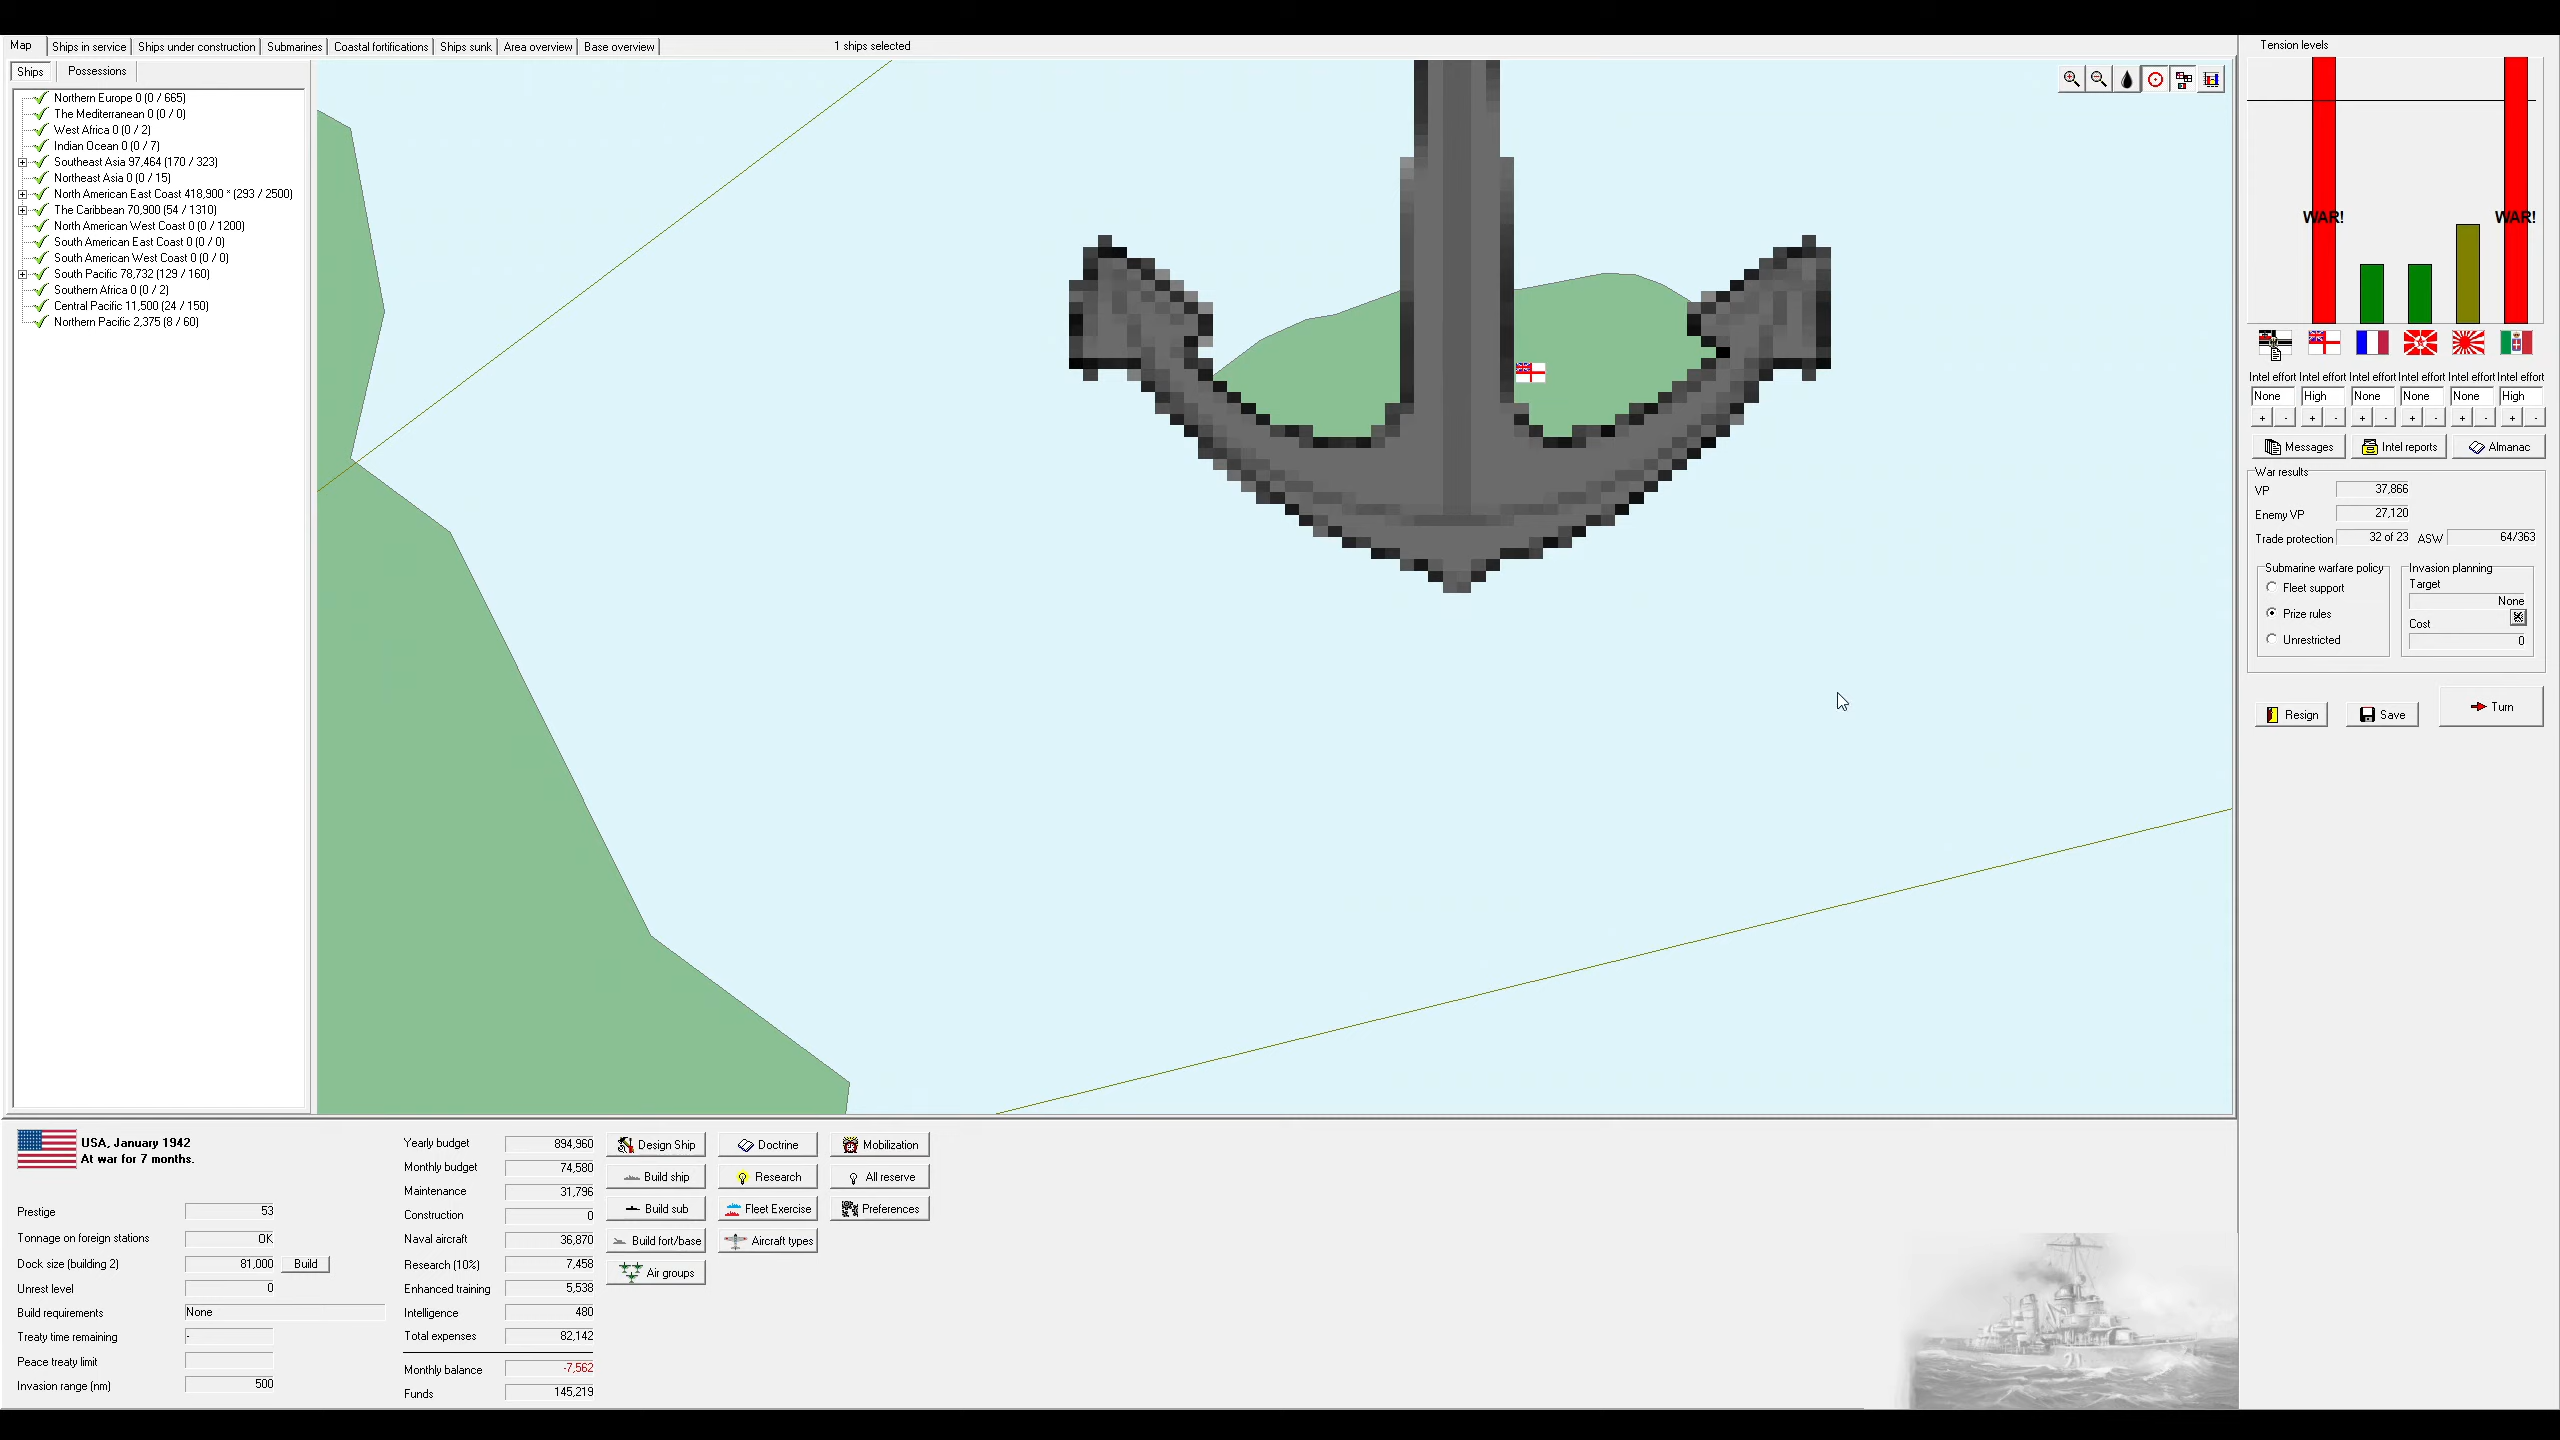 Map Ships in service Ships under construction Submarines Coastal fortifications Ships sunk Area overview Base overview 1 ships selected
Tension levels
Ships Possessions
Northern Europe 0 (0 / 665)
The Mediterranean 0 (0 / 0)
West Africa 0 (0 / 2)
Indian Ocean 0 (0 / 7)
Southeast Asia 97,464 (170 / 323)
Northeast Asia 0 (0 / 15)
North American East Coast 418,900 * (293 / 2500)
The Caribbean 70,900 (54 / 1310)
North American West Coast 0 (0 / 1200)
South American East Coast 0 (0 / 0)
South American West Coast 0 (0 / 0)
South Pacific 78,732 (129 / 160)
Southern Africa 0 (0 / 2)
Central Pacific 11,500 (24 / 150)
Northern Pacific 2,375 (8 / 60)
WAR! WAR!
Intel effort Intel effort Intel effort Intel effort Intel effort Intel effort
None High None None None High
+ - + - + - + - + - + -
Messages Intel reports Almanac
War results
VP 37,866
Enemy VP 27,120
Trade protection 32 of 23 ASW 64/363
Submarine warfare policy
Fleet support
Prize rules
Unrestricted
Invasion planning
Target
None
Cost
0
Resign Save Turn
USA, January 1942
At war for 7 months.
Prestige 53
Tonnage on foreign stations OK
Dock size (building 2) 81,000 Build
Unrest level 0
Build requirements None
Treaty time remaining -
Peace treaty limit
Invasion range (nm) 500
Yearly budget 894,960
Monthly budget 74,580
Maintenance 31,796
Construction 0
Naval aircraft 36,870
Research (10%) 7,458
Enhanced training 5,538
Intelligence 480
Total expenses 82,142
Monthly balance -7,562
Funds 145,219
Design Ship Doctrine Mobilization
Build ship Research All reserve
Build sub Fleet Exercise Preferences
Build fort/base Aircraft types
Air groups